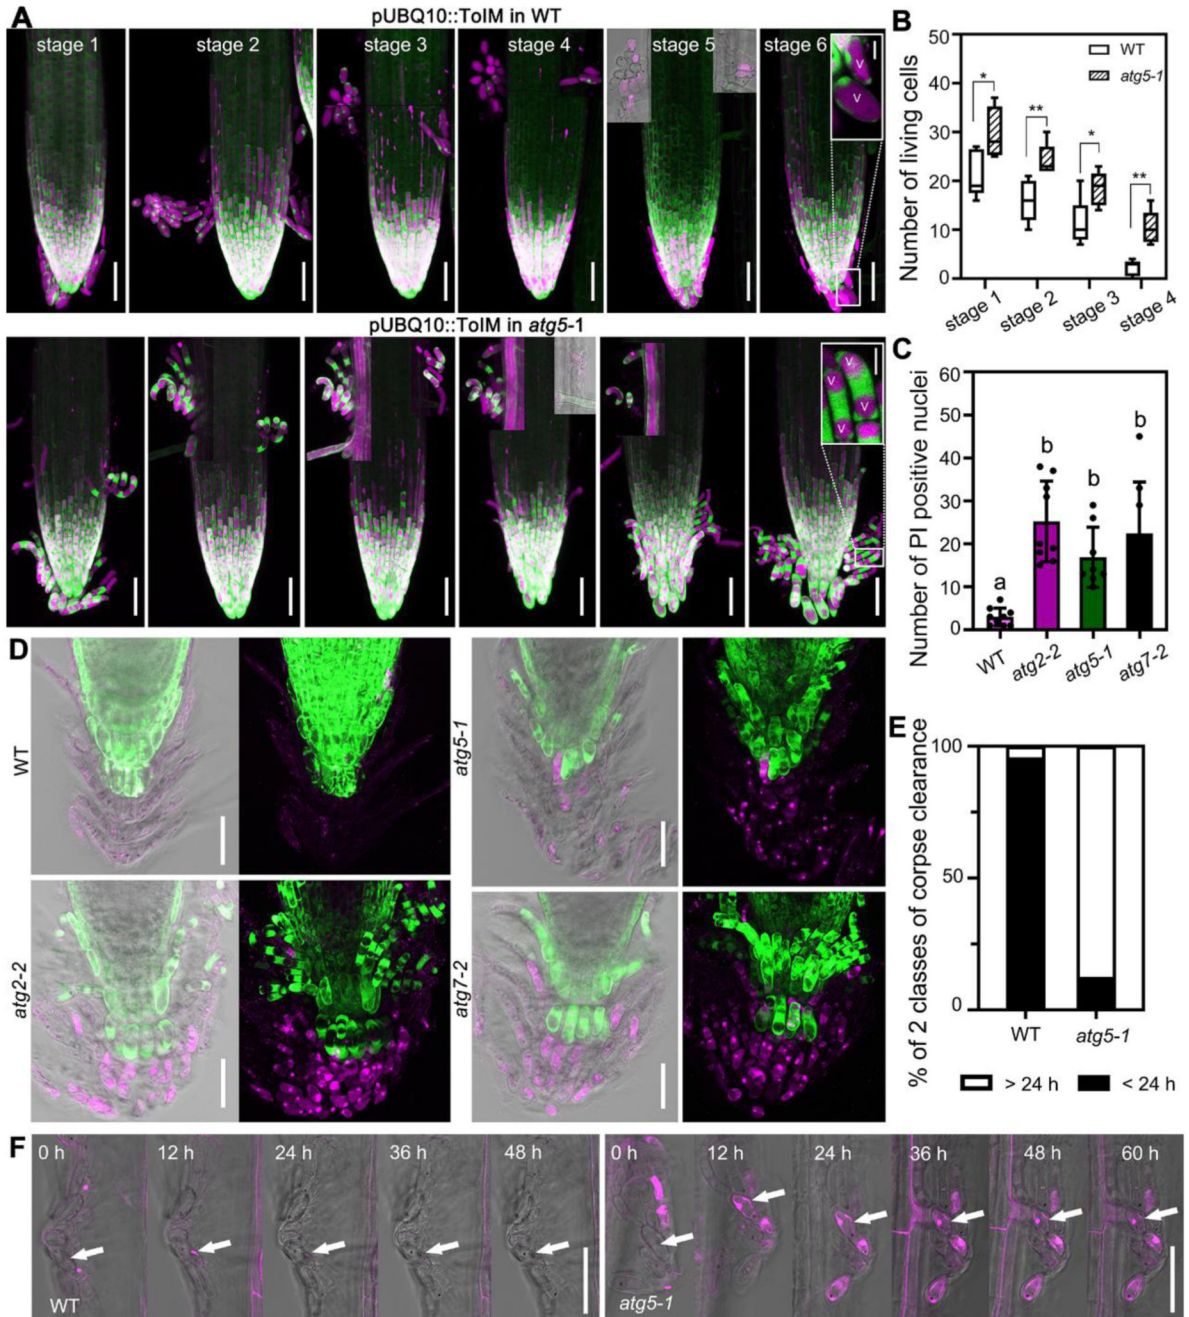 A
pUBQ10::ToIM in WT
stage 1
stage 2
stage 3
stage 4
stage 5
stage 6
v
v
pUBQ10::ToIM in atg5-1
v
v
v
v
B
Number of living cells
50
40
30
20
10
0
WT
atg5-1
*
**
*
**
stage 1
stage 2
stage 3
stage 4
C
Number of PI positive nuclei
60
50
40
30
20
10
0
a
b
b
b
WT
atg2-2
atg5-1
atg7-2
D
WT
atg5-1
atg2-2
atg7-2
E
% of 2 classes of corpse clearance
100
50
0
WT
atg5-1
> 24 h
< 24 h
F
0 h
12 h
24 h
36 h
48 h
WT
0 h
12 h
24 h
36 h
48 h
60 h
atg5-1